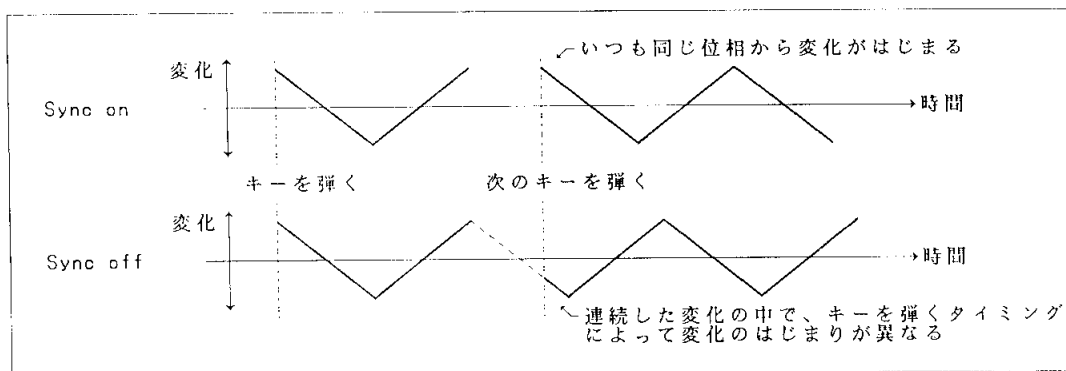 いつも同じ位相から変化がはじまる
変化
Sync on
時間
キーを弾く
次のキーを弾く
変化
Sync off
時間
連続した変化の中で、キーを弾くタイミング
によって変化のはじまりが異なる